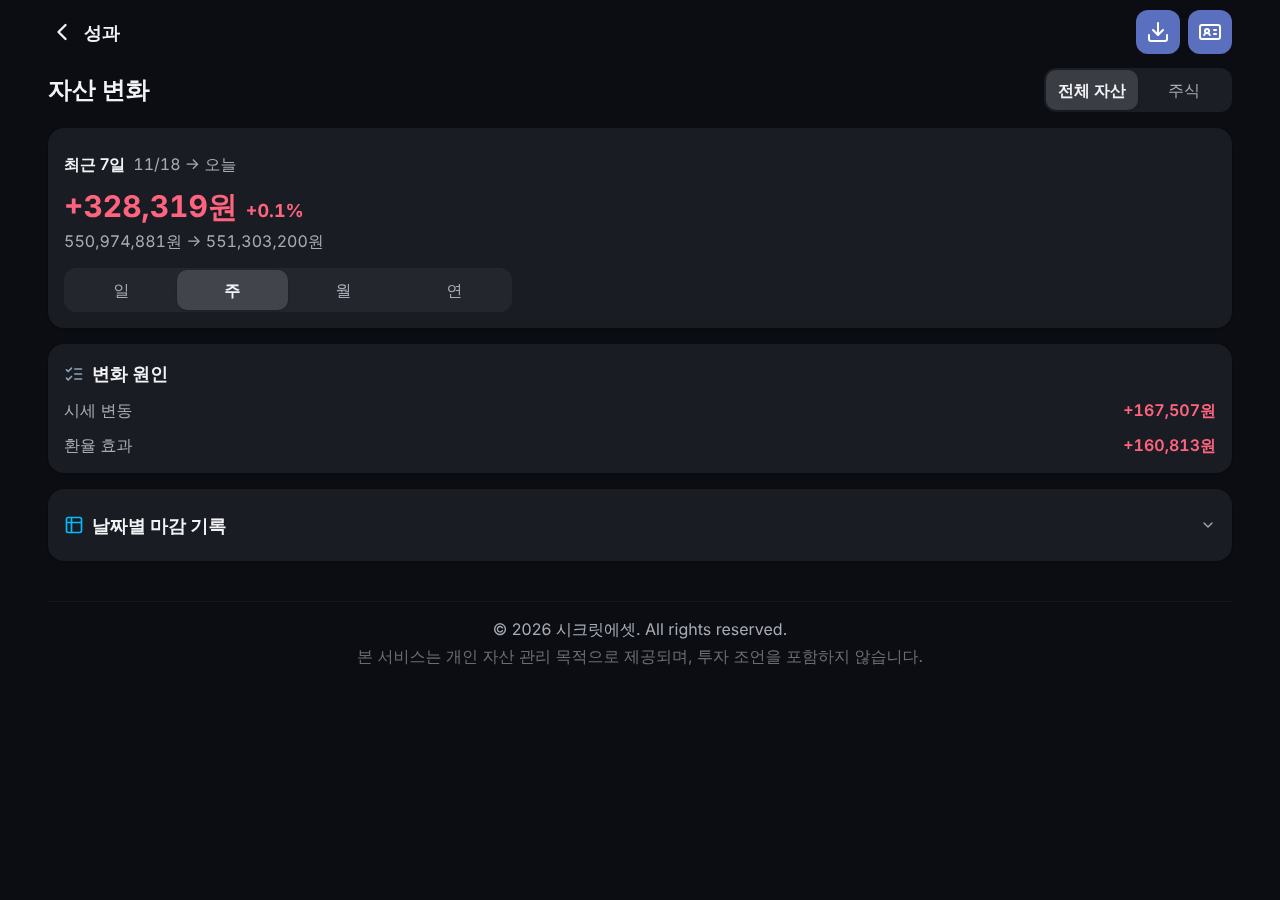 성과
자산 변화
전체 자산 주식
최근 7일 11/18 → 오늘
+328,319원 +0.1%
550,974,881원 → 551,303,200원
일 주 월 연
변화 원인
시세 변동 +167,507원
환율 효과 +160,813원
날짜별 마감 기록
© 2026 시크릿에셋. All rights reserved.
본 서비스는 개인 자산 관리 목적으로 제공되며, 투자 조언을 포함하지 않습니다.